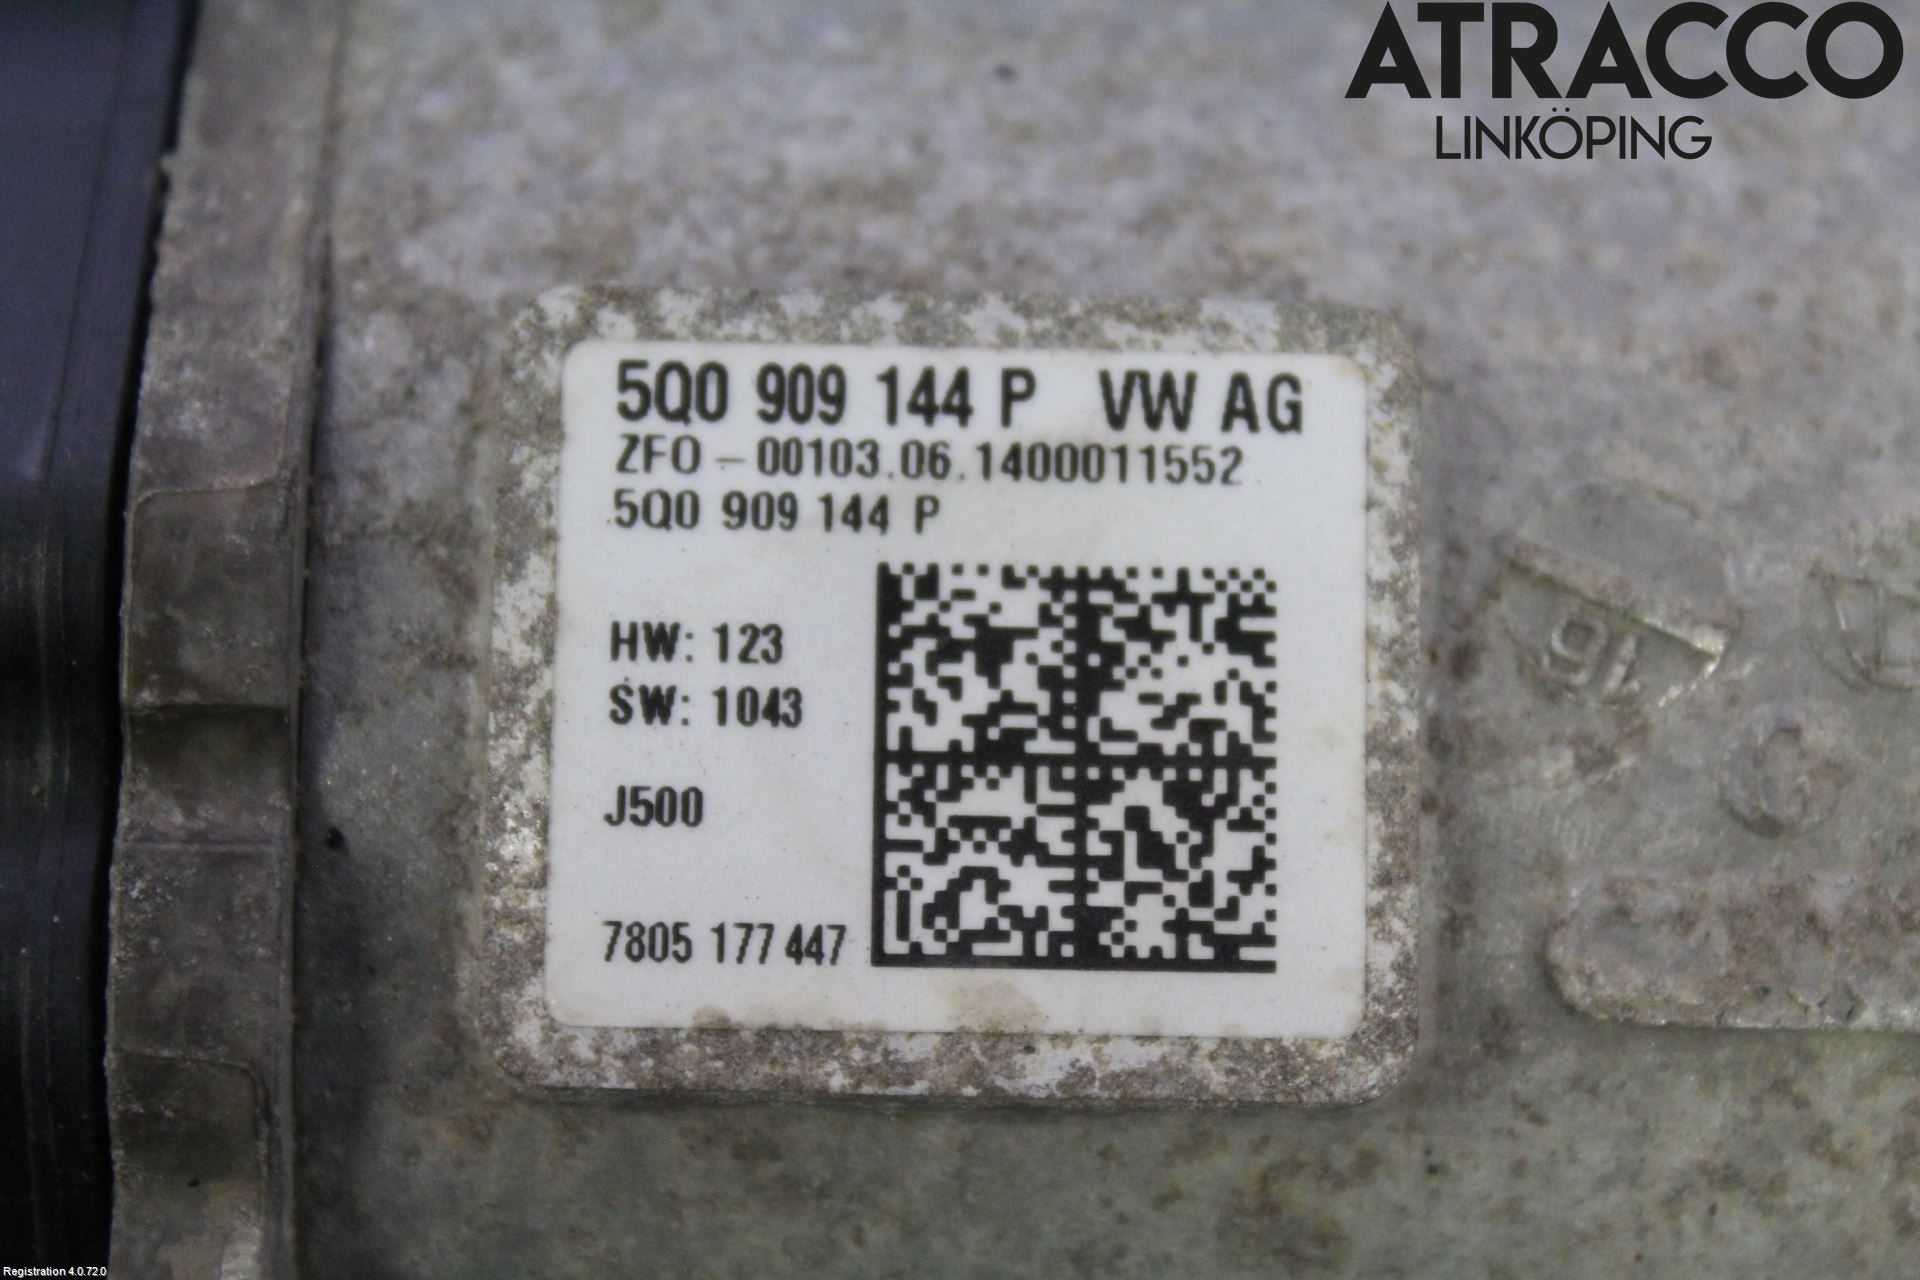 ATRACCO
LINKÖPING
5Q0 909 144 P VW AG
ZFO - 00103.06.1400011552
5Q0 909 144 P
HW: 123
SW: 1043
J500
7805 177 447
16
Registration 4.0.72.0